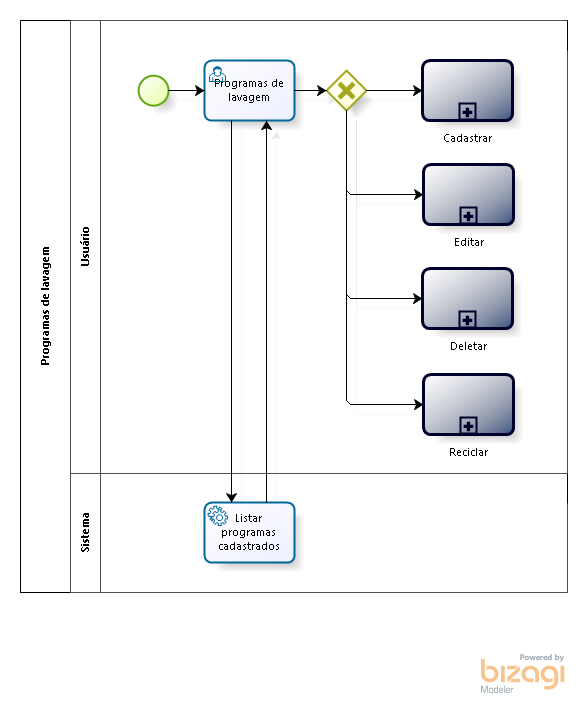 Programas de lavagem
Usuário
Programas de
lavagem
Cadastrar
Editar
Deletar
Reciclar
Sistema
Listar
programas
cadastrados
Powered by
bizagi
Modeler